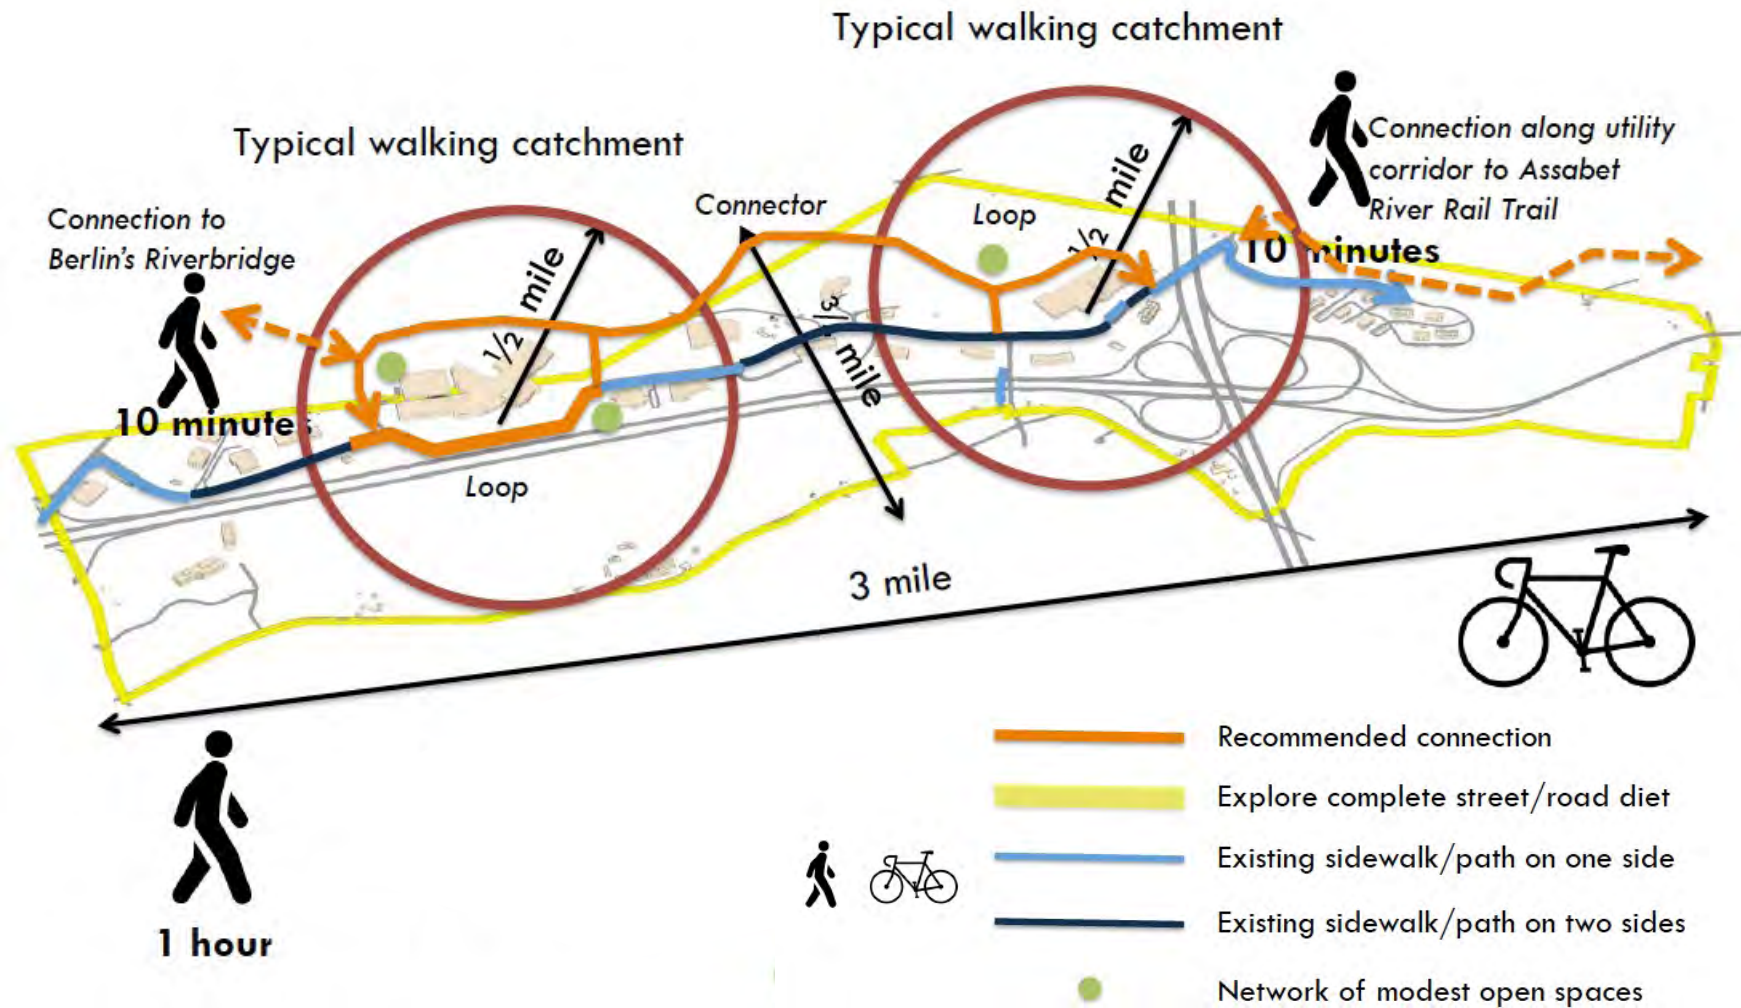 Typical walking catchment
Typical walking catchment
Connection to
Berlin's Riverbridge
10 minutes
1/2 mile
Loop
Connector
3/4 mile
Loop
1/2 mile
Connection along utility
corridor to Assabet
River Rail Trail
10 minutes
3 mile
1 hour
Recommended connection
Explore complete street/road diet
Existing sidewalk/path on one side
Existing sidewalk/path on two sides
Network of modest open spaces